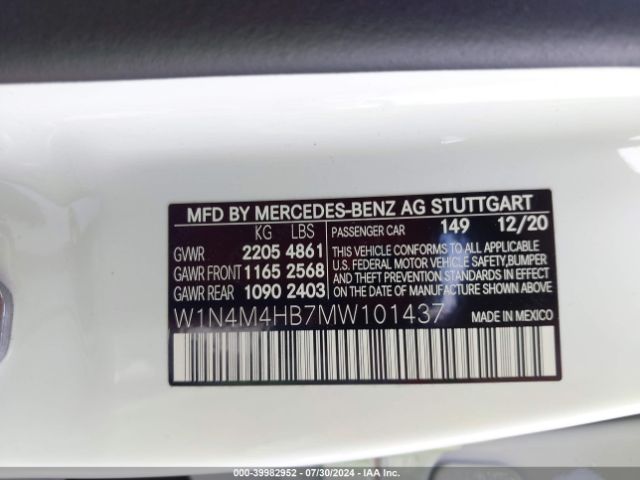 MFD BY MERCEDES-BENZ AG STUTTGART
KG LBS PASSENGER CAR 149 12/20
GVWR 2205 4861
GAWR FRONT 1165 2568
GAWR REAR 1090 2403
THIS VEHICLE CONFORMS TO ALL APPLICABLE
U.S. FEDERAL MOTOR VEHICLE SAFETY, BUMPER
AND THEFT PREVENTION STANDARDS IN EFFECT
ON THE DATE OF MANUFACTURE SHOWN ABOVE.
W1N4M4HB7MW101437 MADE IN MEXICO
000-39982952 - 07/30/2024 - IAAI.COM